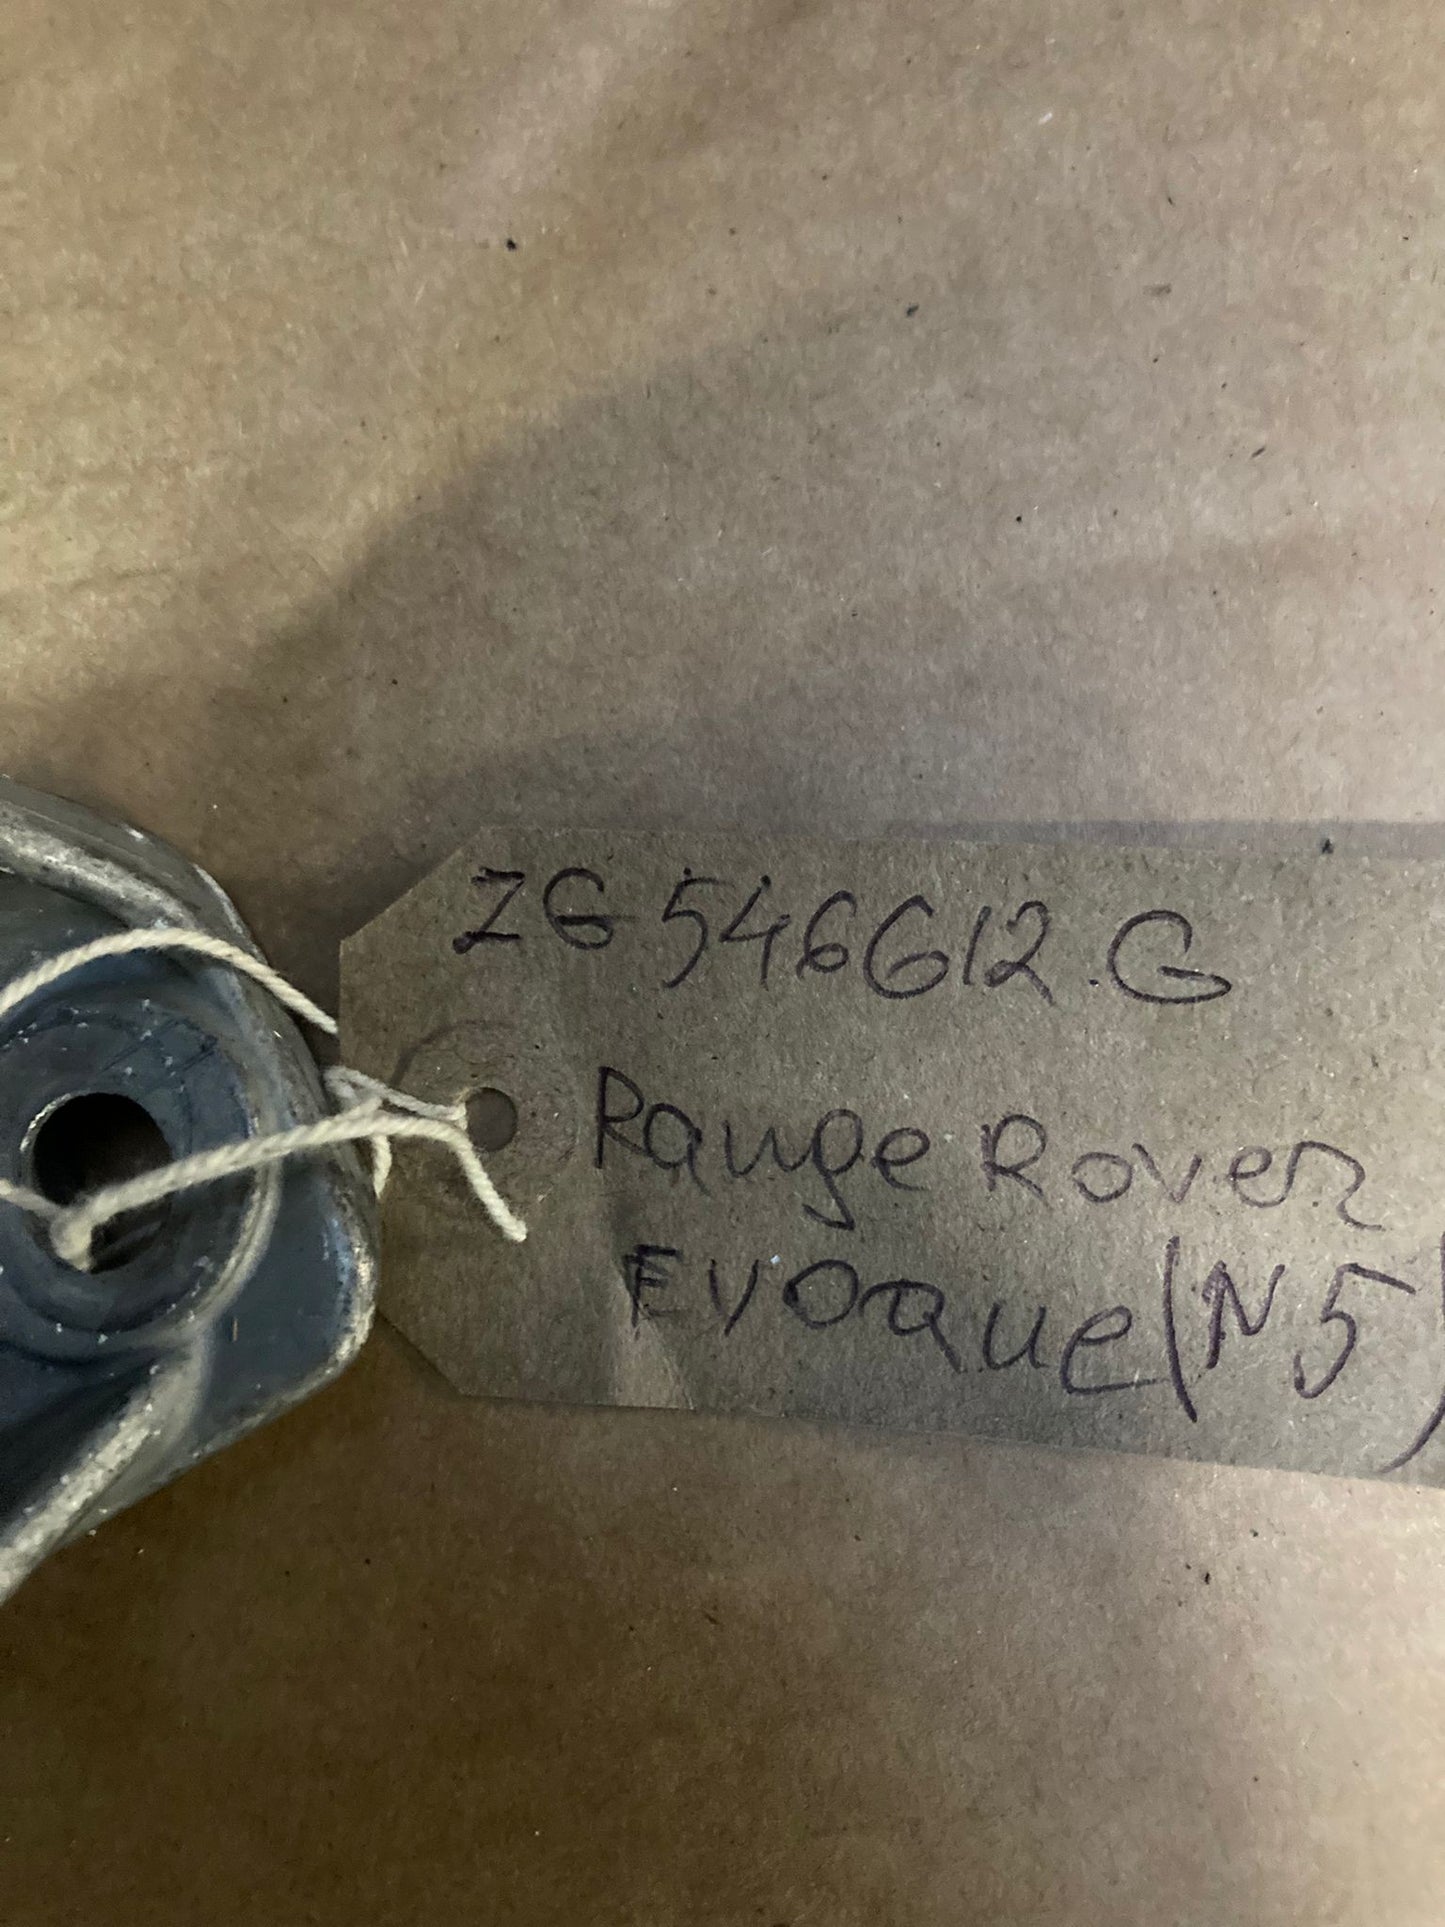 ZG546612.G
Range Rover
Evoque(N5)